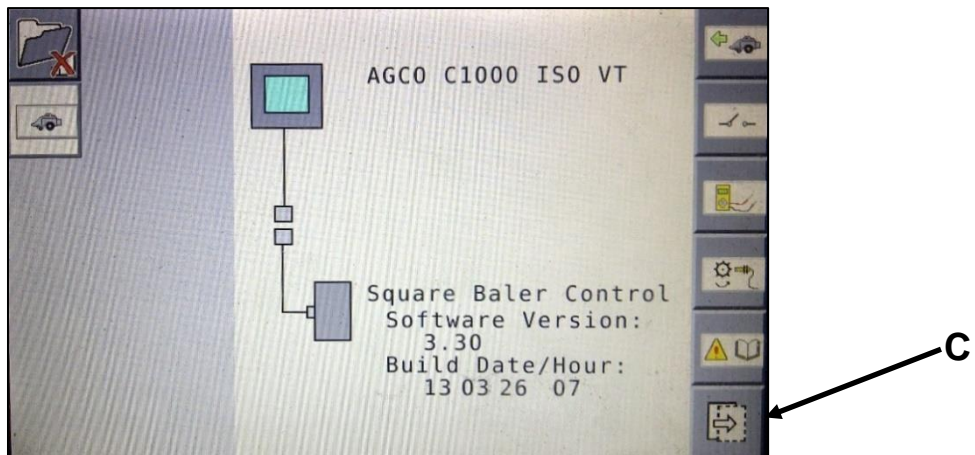 AGCO C1000 ISO VT
Square Baler Control
Software Version:
3.30
Build Date/Hour:
13 03 26 07
C